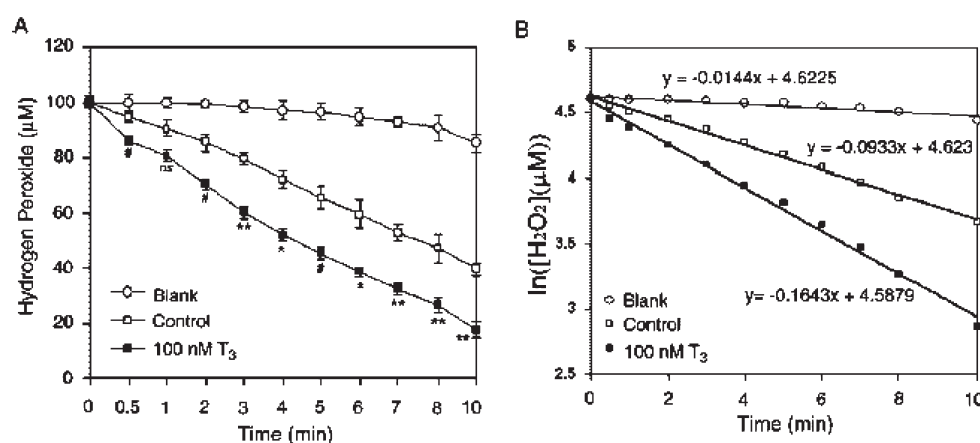 A
Hydrogen Peroxide (μM)
120
100
80
60
40
20
0
#
ns
#
**
*
#
*
**
**
**
Blank
Control
100 nM T3
0 0.5 1 2 3 4 5 6 7 8 10
Time (min)
B
ln([H2O2](μM))
5
4.5
4
3.5
3
2.5
y = -0.0144x + 4.6225
y = -0.0933x + 4.623
y= -0.1643x + 4.5879
Blank
Control
100 nM T3
0 2 4 6 8 10
Time (min)